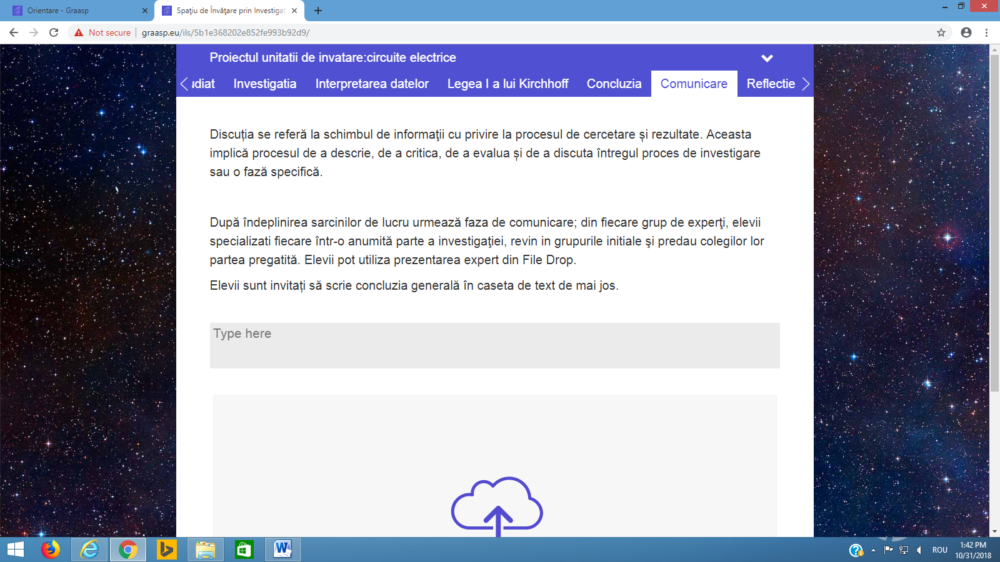 Orientare - Graasp
Spaţiu de Învăţare prin Investigaț
Not secure
graasp.eu/ils/5b1e368202e852fe993b92d9/
Proiectul unitatii de invatare:circuite electrice
udiat Investigatia Interpretarea datelor Legea I a lui Kirchhoff Concluzia Comunicare Reflectie
Discuția se referă la schimbul de informaţii cu privire la procesul de cercetare și rezultate. Aceasta
implică procesul de a descrie, de a critica, de a evalua și de a discuta întregul proces de investigare
sau o fază specifică.
După îndeplinirea sarcinilor de lucru urmează faza de comunicare; din fiecare grup de experţi, elevii
specializati fiecare într-o anumită parte a investigaţiei, revin in grupurile initiale şi predau colegilor lor
partea pregatită. Elevii pot utiliza prezentarea expert din File Drop.
Elevii sunt invitați să scrie concluzia generală în caseta de text de mai jos.
Type here
ROU
1:42 PM
10/31/2018